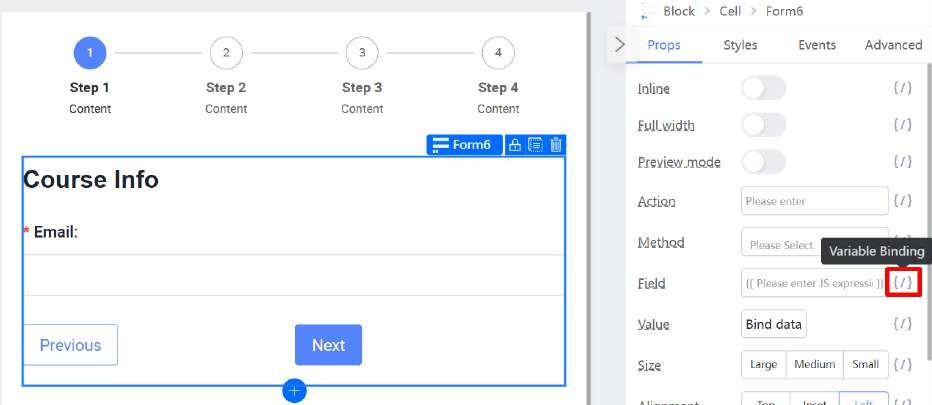 1 2 3 4
Step 1 Step 2 Step 3 Step 4
Content Content Content Content
Form6
Course Info
* Email:
Previous Next
+
Block > Cell > Form6
Props Styles Events Advanced
Inline {/}
Full width {/}
Preview mode {/}
Action Please enter {/}
Method Please Select
Variable Binding
Field {{ Please enter JS expressi }} {/}
Value Bind data {/}
Size Large Medium Small {/}
Alignment Top Inset Left {/}